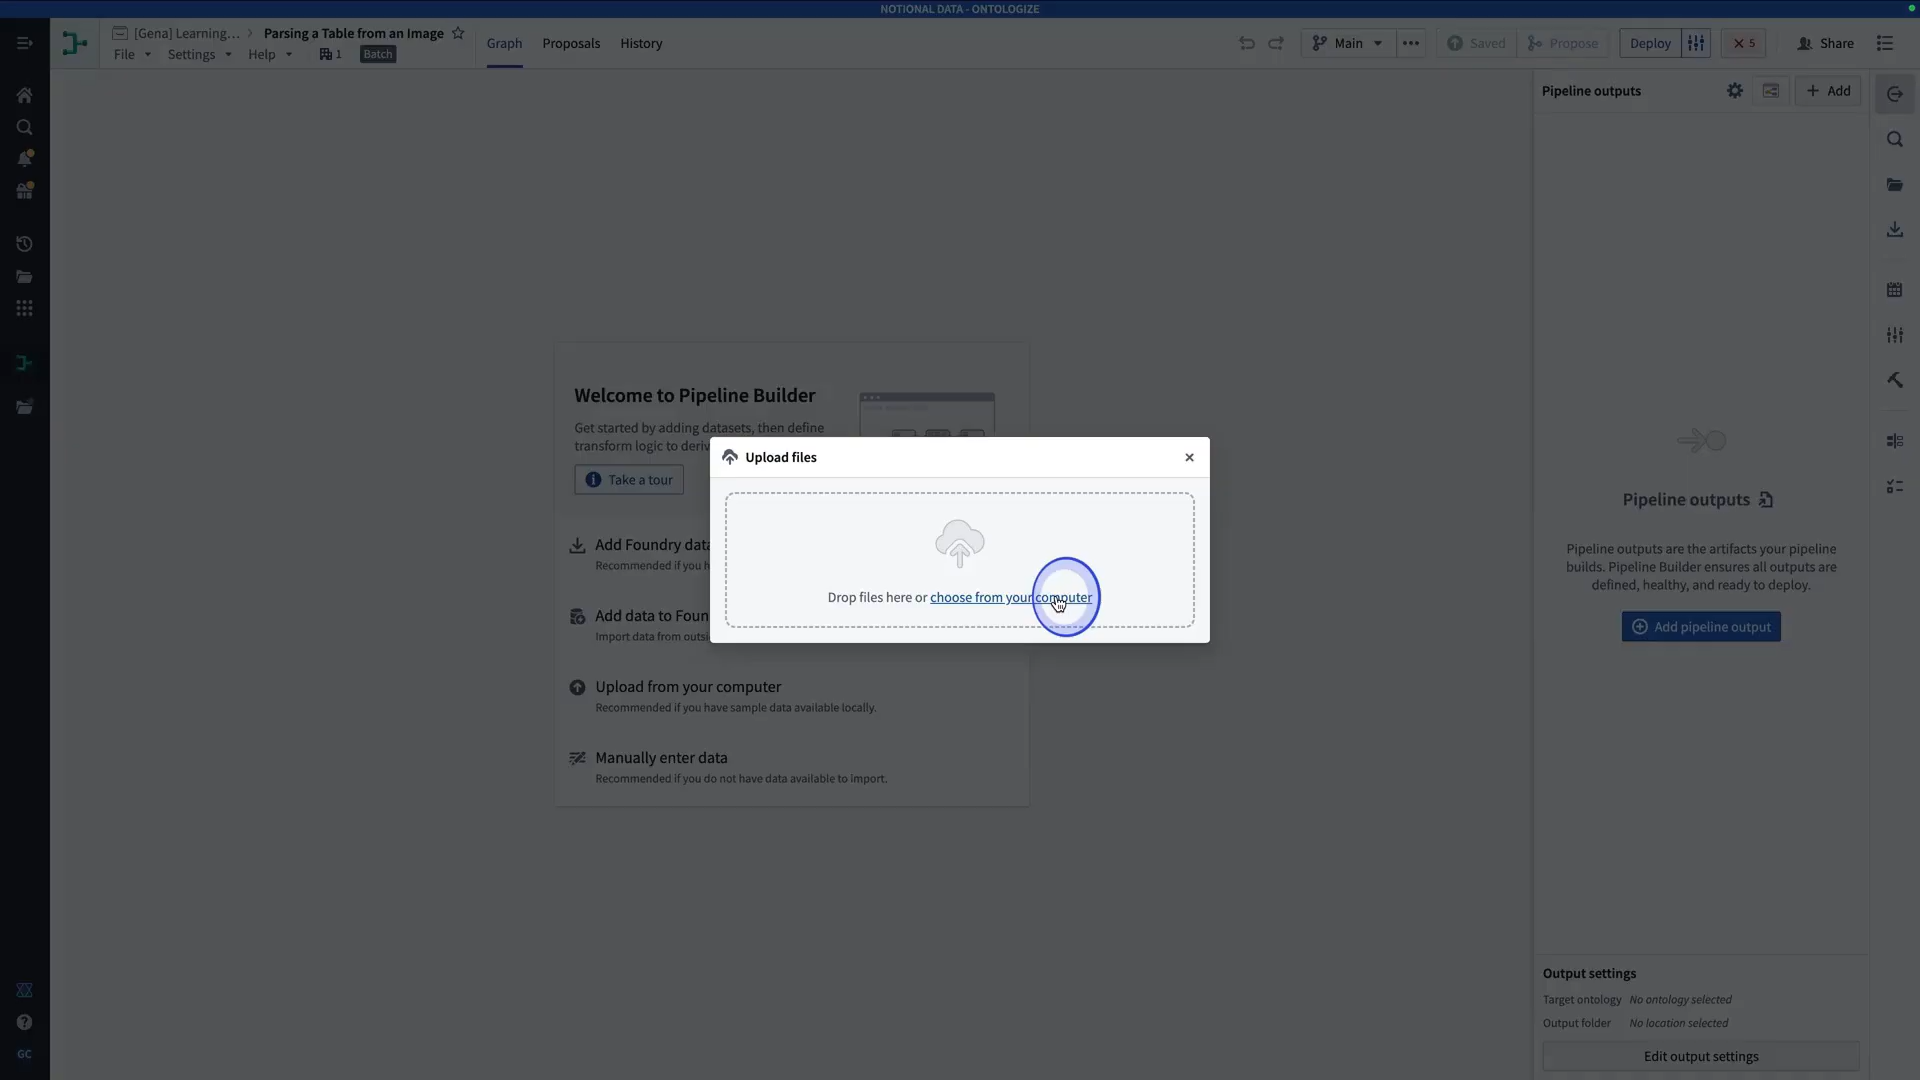 NOTIONAL DATA - ONTOLOGIZE
[Gena] Learning... > Parsing a Table from an Image
File Settings Help 1 Batch
Graph Proposals History
Main
Saved
Propose
Deploy
5
Share
Pipeline outputs
Add
Welcome to Pipeline Builder
Get started by adding datasets, then define
transform logic to deriv
Take a tour
Add Foundry data
Recommended if you h
Add data to Foun
Import data from outsi
Upload from your computer
Recommended if you have sample data available locally.
Manually enter data
Recommended if you do not have data available to import.
Upload files
Drop files here or choose from your computer
Pipeline outputs
Pipeline outputs are the artifacts your pipeline
builds. Pipeline Builder ensures all outputs are
defined, healthy, and ready to deploy.
Add pipeline output
Output settings
Target ontology No ontology selected
Output folder No location selected
Edit output settings
GC